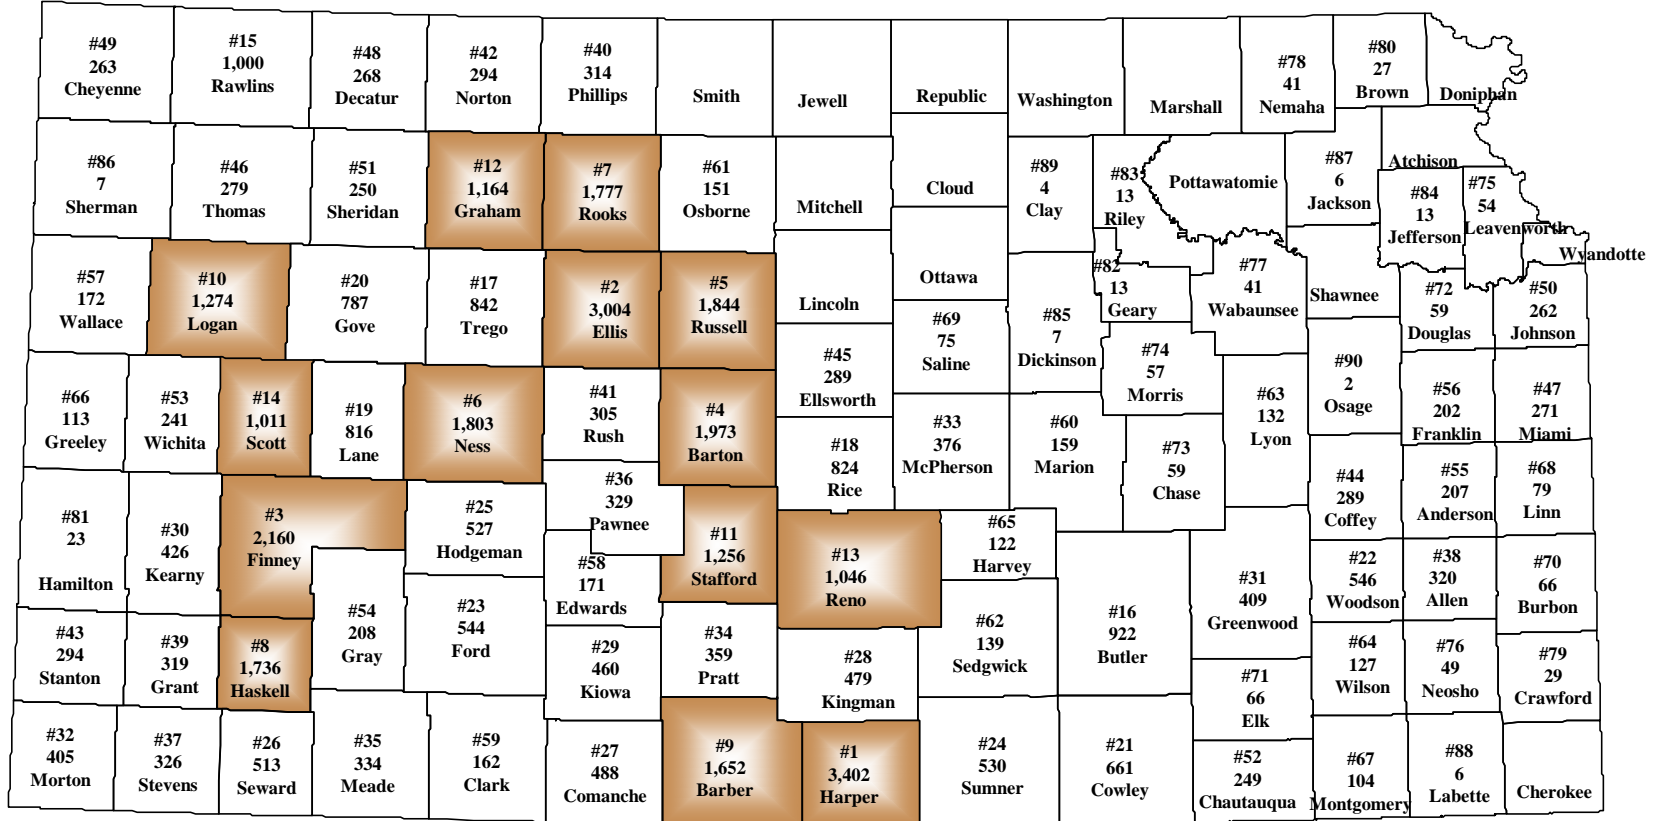 #49
263
Cheyenne
#15
1,000
Rawlins
#48
268
Decatur
#42
294
Norton
#40
314
Phillips
Smith
Jewell
Republic
Washington
Marshall
#78
41
Nemaha
#80
27
Brown
Doniphan
#86
7
Sherman
#46
279
Thomas
#51
250
Sheridan
#12
1,164
Graham
#7
1,777
Rooks
#61
151
Osborne
Mitchell
Cloud
#89
4
Clay
#83
13
Riley
Pottawatomie
#87
6
Jackson
Atchison
#84
13
Jefferson
#75
54
Leavenworth
Wyandotte
#57
172
Wallace
#10
1,274
Logan
#20
787
Gove
#17
842
Trego
#2
3,004
Ellis
#5
1,844
Russell
Lincoln
Ottawa
#69
75
Saline
#85
7
Dickinson
#82
13
Geary
#77
41
Wabaunsee
Shawnee
#72
59
Douglas
#50
262
Johnson
#66
113
Greeley
#53
241
Wichita
#14
1,011
Scott
#19
816
Lane
#6
1,803
Ness
#41
305
Rush
#4
1,973
Barton
#45
289
Ellsworth
#18
824
Rice
#33
376
McPherson
#60
159
Marion
#74
57
Morris
#73
59
Chase
#63
132
Lyon
#90
2
Osage
#56
202
Franklin
#47
271
Miami
#81
23
Hamilton
#30
426
Kearny
#3
2,160
Finney
#25
527
Hodgeman
#36
329
Pawnee
#58
171
Edwards
#11
1,256
Stafford
#13
1,046
Reno
#65
122
Harvey
#44
289
Coffey
#55
207
Anderson
#68
79
Linn
#43
294
Stanton
#39
319
Grant
#8
1,736
Haskell
#54
208
Gray
#23
544
Ford
#29
460
Kiowa
#34
359
Pratt
#28
479
Kingman
#62
139
Sedgwick
#16
922
Butler
#31
409
Greenwood
#22
546
Woodson
#38
320
Allen
#70
66
Burbon
#71
66
Elk
#64
127
Wilson
#76
49
Neosho
#79
29
Crawford
#32
405
Morton
#37
326
Stevens
#26
513
Seward
#35
334
Meade
#59
162
Clark
#27
488
Comanche
#9
1,652
Barber
#1
3,402
Harper
#24
530
Sumner
#21
661
Cowley
#52
249
Chautauqua
#67
104
Montgomery
#88
6
Labette
Cherokee